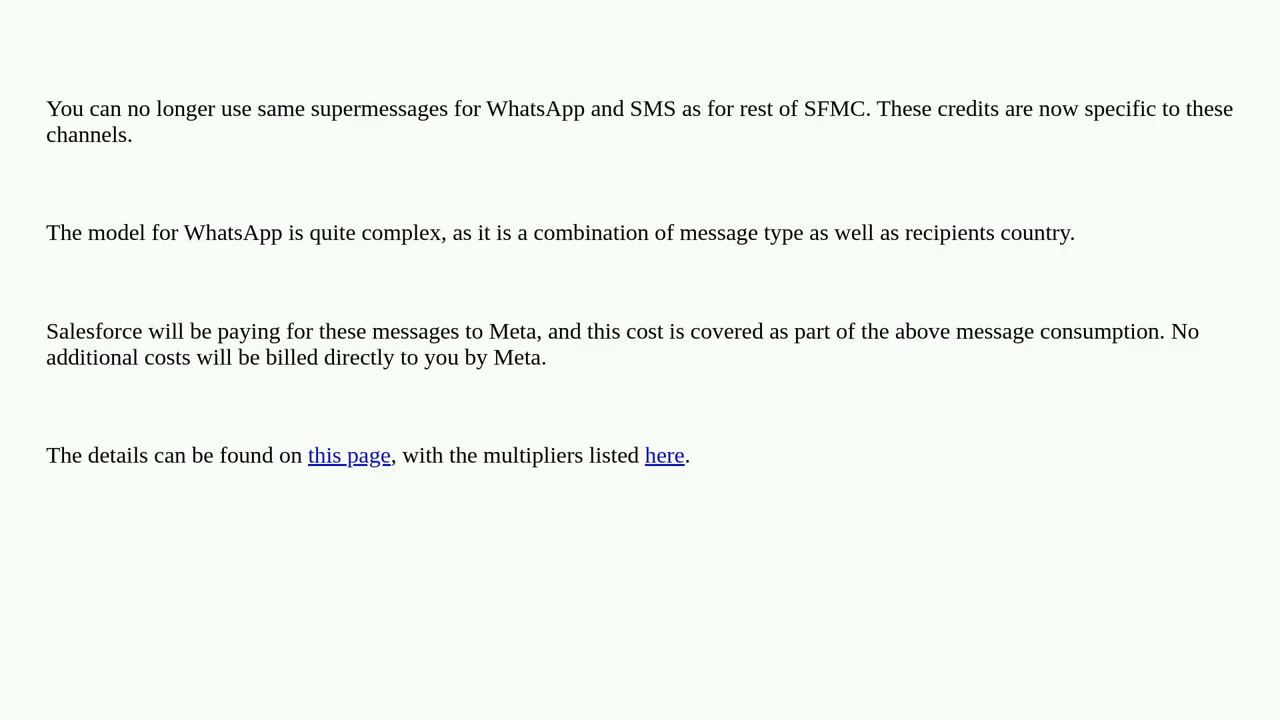 You can no longer use same supermessages for WhatsApp and SMS as for rest of SFMC. These credits are now specific to these
channels.
The model for WhatsApp is quite complex, as it is a combination of message type as well as recipients country.
Salesforce will be paying for these messages to Meta, and this cost is covered as part of the above message consumption. No
additional costs will be billed directly to you by Meta.
The details can be found on this page, with the multipliers listed here.